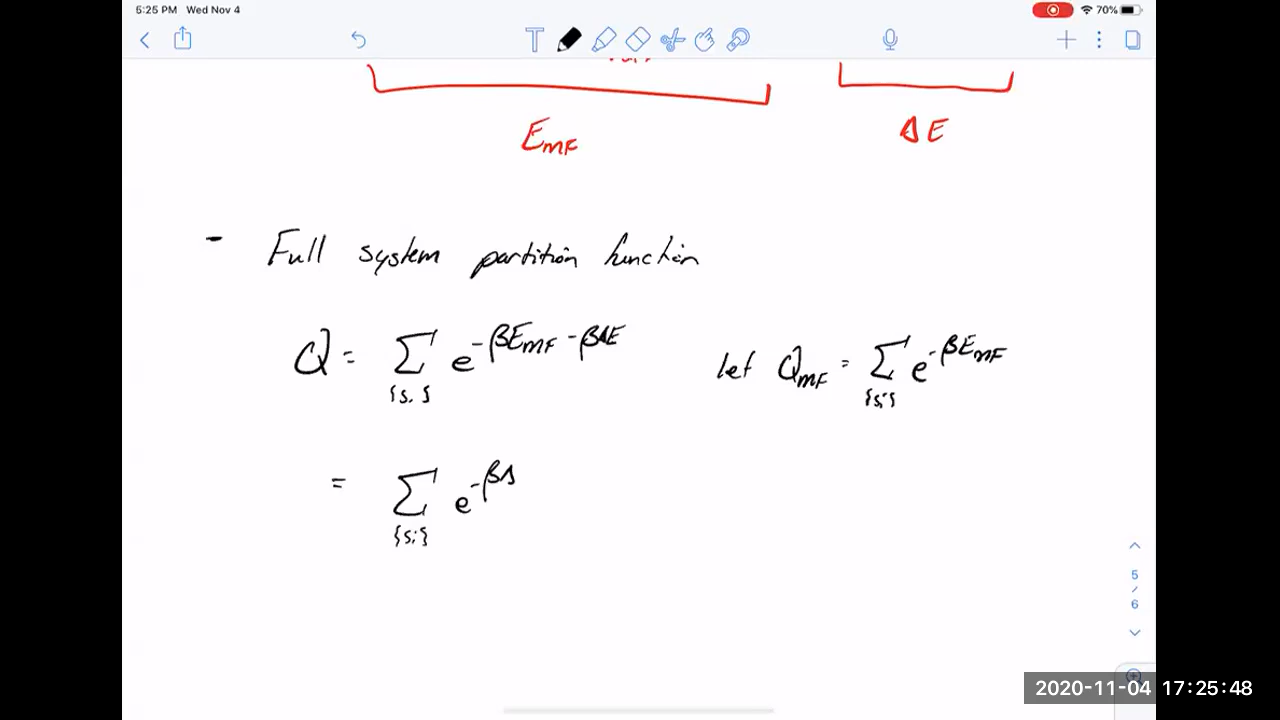 5:25 PM Wed Nov 4 70%
T
E_MF ΔE
- Full system partition function
Q = Σ_{s_i} e^{-βE_MF - βΔE} let Q_MF = Σ_{s_i} e^{-βE_MF}
= Σ_{s_i} e^{-βΔ
5
/
6
2020-11-04 17:25:48